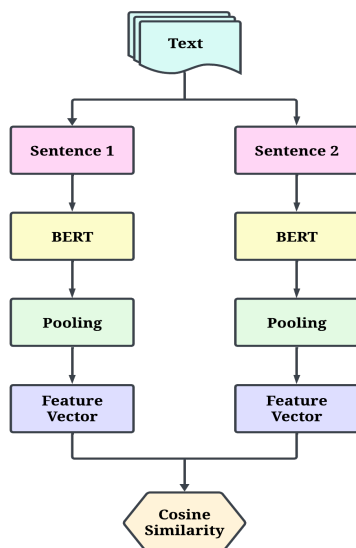 Text
Sentence 1
Sentence 2
BERT
BERT
Pooling
Pooling
Feature
Vector
Feature
Vector
Cosine
Similarity